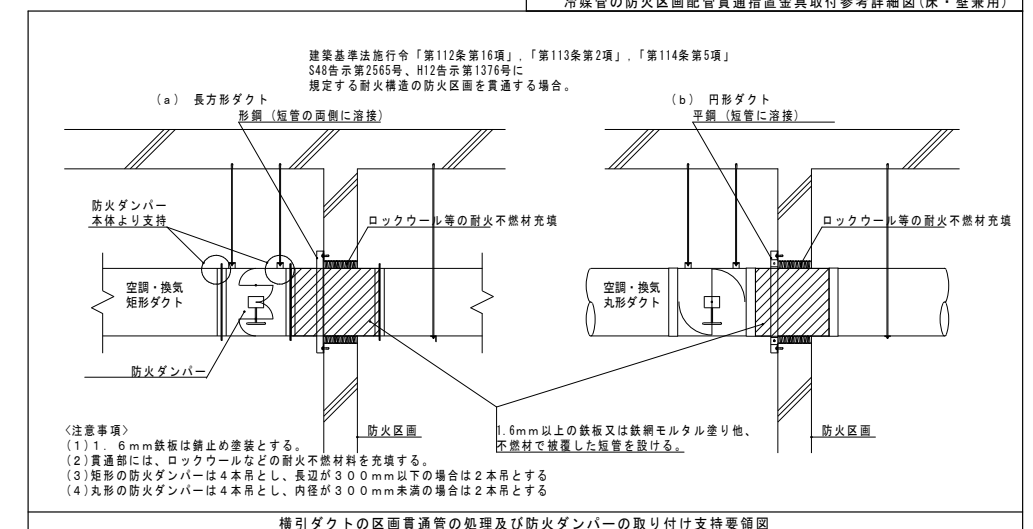 冷媒管の防火区画配管貫通措置金具取付参考詳細図(床・壁兼用)
建築基準法施行令「第112条第16項」,「第113条第2項」,「第114条第5項」
S48告示第2565号、H12告示第1376号に
規定する耐火構造の防火区画を貫通する場合。
(a) 長方形ダクト
形鋼 (短管の両側に溶接)
防火ダンパー
本体より支持
ロックウール等の耐火不燃材充填
空調・換気
矩形ダクト
防火ダンパー
防火区画
(b) 円形ダクト
平鋼 (短管に溶接)
ロックウール等の耐火不燃材充填
空調・換気
丸形ダクト
1.6mm以上の鉄板又は鉄網モルタル塗り他、
不燃材で被覆した短管を設ける。
防火区画
<注意事項>
(1)1.6mm鉄板は錆止め塗装とする。
(2)貫通部には、ロックウールなどの耐火不燃材料を充填する。
(3)矩形の防火ダンパーは4本吊とし、長辺が300mm以下の場合は2本吊とする
(4)丸形の防火ダンパーは4本吊とし、内径が300mm未満の場合は2本吊とする
横引ダクトの区画貫通管の処理及び防火ダンパーの取り付け支持要領図